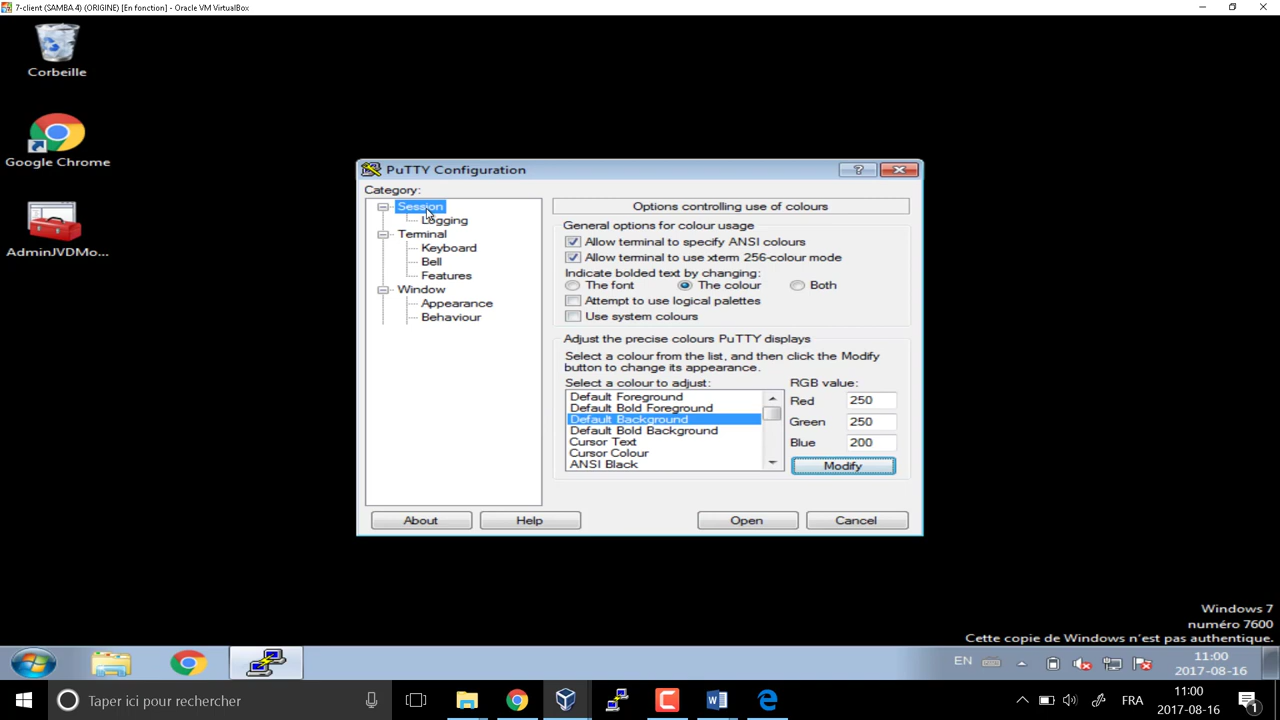 7-client (SAMBA 4) (ORIGINE) [En fonction] - Oracle VM VirtualBox
Corbeille
Google Chrome
AdminJVDMo...
PuTTY Configuration
Category:
Session
Logging
Terminal
Keyboard
Bell
Features
Window
Appearance
Behaviour
Options controlling use of colours
General options for colour usage
Allow terminal to specify ANSI colours
Allow terminal to use xterm 256-colour mode
Indicate bolded text by changing:
The font The colour Both
Attempt to use logical palettes
Use system colours
Adjust the precise colours PuTTY displays
Select a colour from the list, and then click the Modify
button to change its appearance.
Select a colour to adjust:
Default Foreground
Default Bold Foreground
Default Background
Default Bold Background
Cursor Text
Cursor Colour
ANSI Black
RGB value:
Red 250
Green 250
Blue 200
Modify
About Help Open Cancel
Windows 7
numéro 7600
Cette copie de Windows n'est pas authentique.
EN
11:00
2017-08-16
Taper ici pour rechercher
FRA
11:00
2017-08-16
1